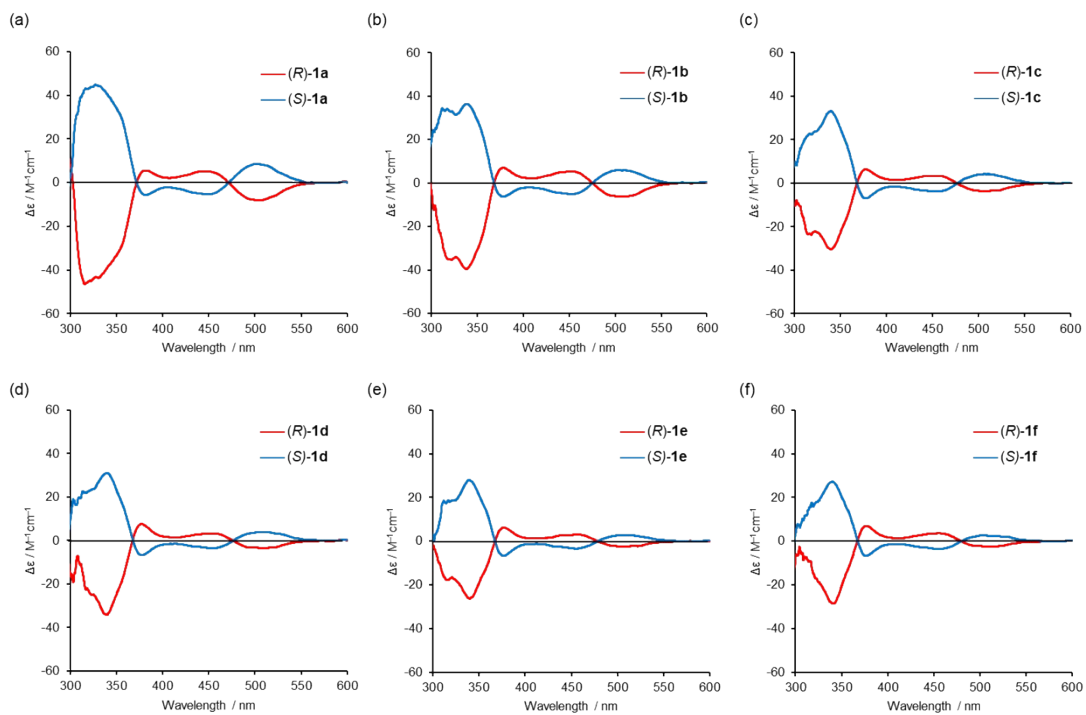 (a)
(b)
(c)
60
40
20
0
-20
-40
-60
300 350 400 450 500 550 600
Δε / M⁻¹cm⁻¹
Wavelength / nm
(R)-1a
(S)-1a
60
40
20
0
-20
-40
-60
300 350 400 450 500 550 600
Δε / M⁻¹cm⁻¹
Wavelength / nm
(R)-1b
(S)-1b
60
40
20
0
-20
-40
-60
300 350 400 450 500 550 600
Δε / M⁻¹cm⁻¹
Wavelength / nm
(R)-1c
(S)-1c
(d)
(e)
(f)
60
40
20
0
-20
-40
-60
300 350 400 450 500 550 600
Δε / M⁻¹cm⁻¹
Wavelength / nm
(R)-1d
(S)-1d
60
40
20
0
-20
-40
-60
300 350 400 450 500 550 600
Δε / M⁻¹cm⁻¹
Wavelength / nm
(R)-1e
(S)-1e
60
40
20
0
-20
-40
-60
300 350 400 450 500 550 600
Δε / M⁻¹cm⁻¹
Wavelength / nm
(R)-1f
(S)-1f